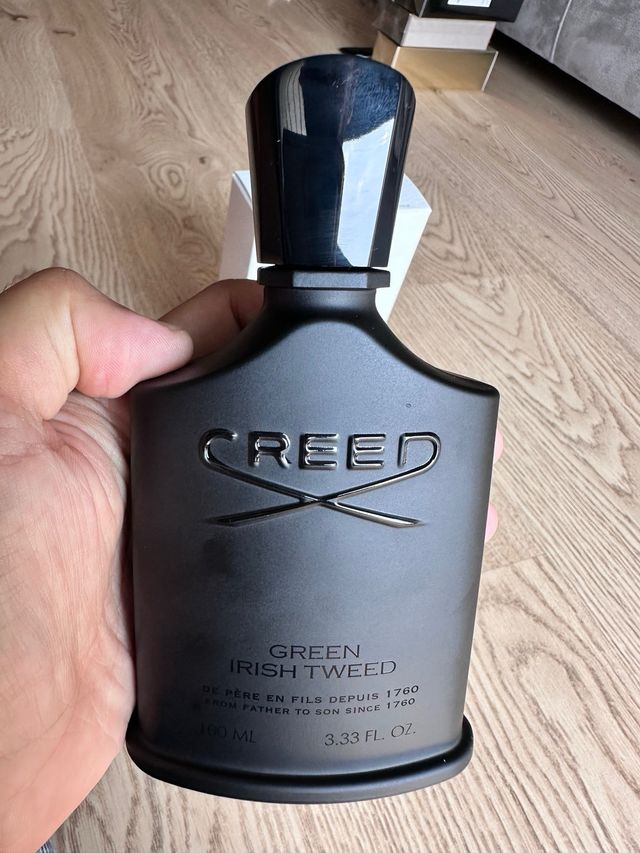 CREED
GREEN
IRISH TWEED
DE PÈRE EN FILS DEPUIS 1760
FROM FATHER TO SON SINCE 1760
100 ML 3.33 FL. OZ.